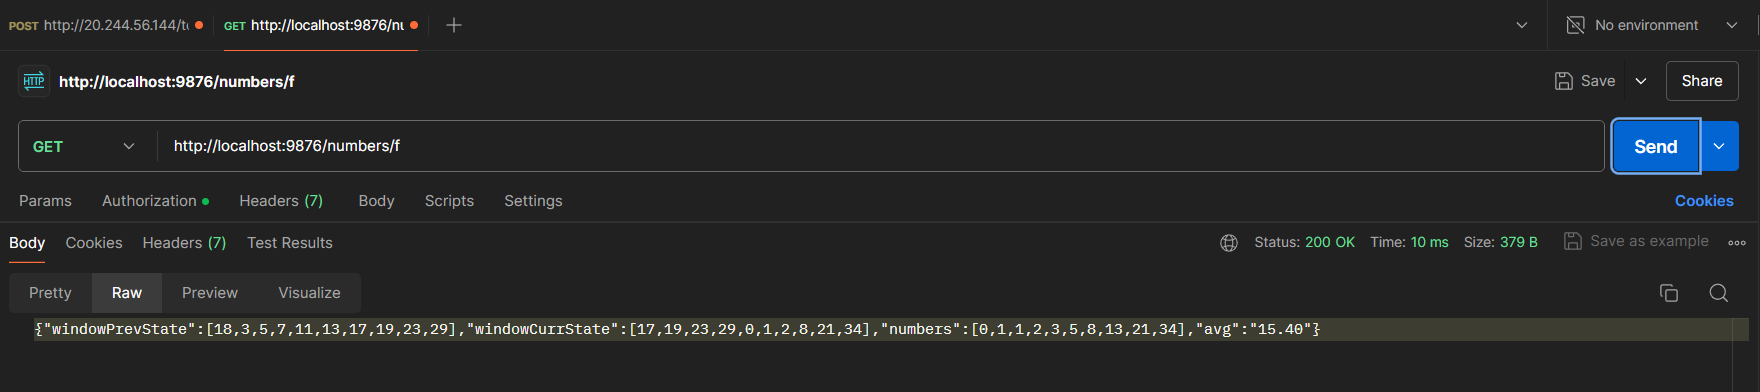 POST http://20.244.56.144/te GET http://localhost:9876/nu No environment
HTTP http://localhost:9876/numbers/f Save Share
GET http://localhost:9876/numbers/f Send
Params Authorization Headers (7) Body Scripts Settings Cookies
Body Cookies Headers (7) Test Results Status: 200 OK Time: 10 ms Size: 379 B Save as example
Pretty Raw Preview Visualize
{"windowPrevState":[18,3,5,7,11,13,17,19,23,29],"windowCurrState":[17,19,23,29,0,1,2,8,21,34],"numbers":[0,1,1,2,3,5,8,13,21,34],"avg":"15.40"}